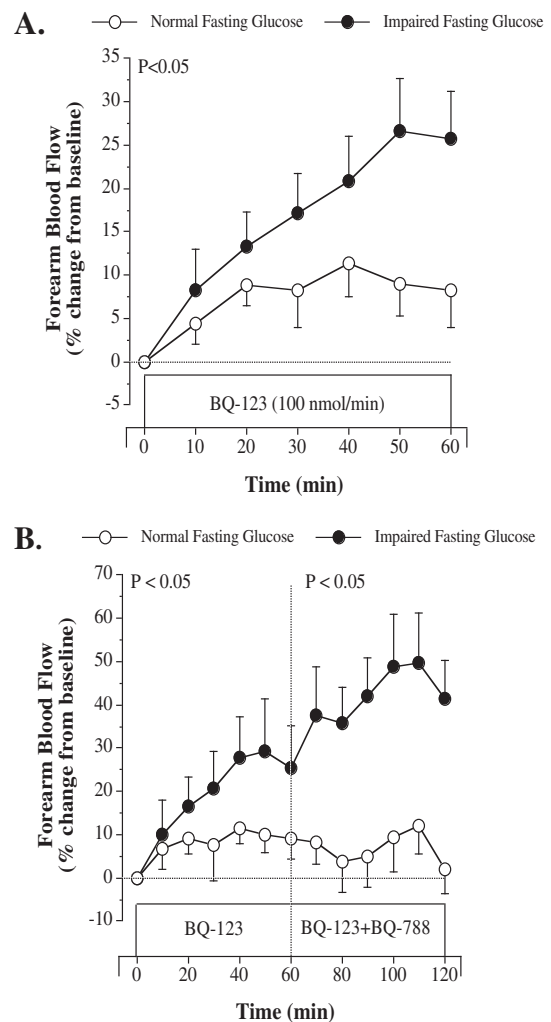 A.
Normal Fasting Glucose
Impaired Fasting Glucose
P<0.05
Forearm Blood Flow
(% change from baseline)
35
30
25
20
15
10
5
0
-5
BQ-123 (100 nmol/min)
0 10 20 30 40 50 60
Time (min)
B.
Normal Fasting Glucose
Impaired Fasting Glucose
P < 0.05
P < 0.05
Forearm Blood Flow
(% change from baseline)
70
60
50
40
30
20
10
0
-10
BQ-123
BQ-123+BQ-788
0 20 40 60 80 100 120
Time (min)